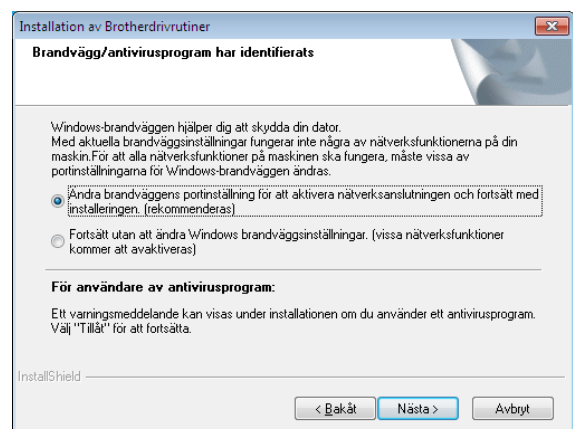 Installation av Brotherdrivrutiner
Brandvägg/antivirusprogram har identifierats
Windows-brandväggen hjälper dig att skydda din dator.
Med aktuella brandväggsinställningar fungerar inte några av nätverksfunktionerna på din
maskin.För att alla nätverksfunktioner på maskinen ska fungera, måste vissa av
portinställningarna för Windows-brandväggen ändras.
Ändra brandväggens portinställning för att aktivera nätverksanslutningen och fortsätt med
installeringen. (rekommenderas)
Fortsätt utan att ändra Windows brandväggsinställningar. (vissa nätverksfunktioner
kommer att avaktiveras)
För användare av antivirusprogram:
Ett varningsmeddelande kan visas under installationen om du använder ett antivirusprogram.
Välj "Tillåt" för att fortsätta.
InstallShield
< Bakåt Nästa > Avbryt